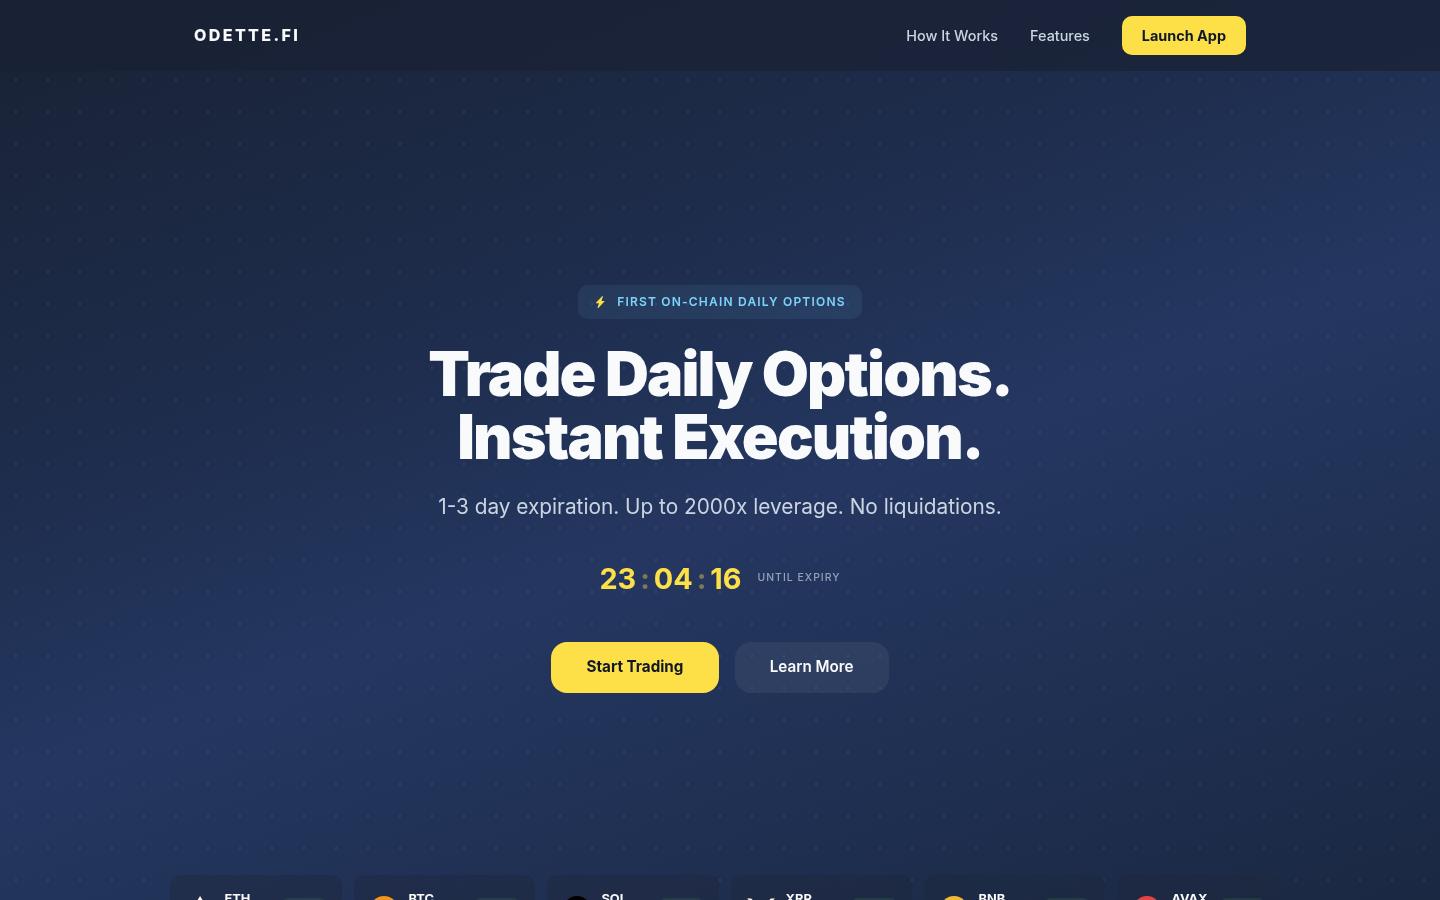 ODETTE.FI
How It Works
Features
Launch App
FIRST ON-CHAIN DAILY OPTIONS
Trade Daily Options.
Instant Execution.
1-3 day expiration. Up to 2000x leverage. No liquidations.
23:04:16 UNTIL EXPIRY
Start Trading
Learn More
ETH
BTC
SOL
XRP
BNB
AVAX